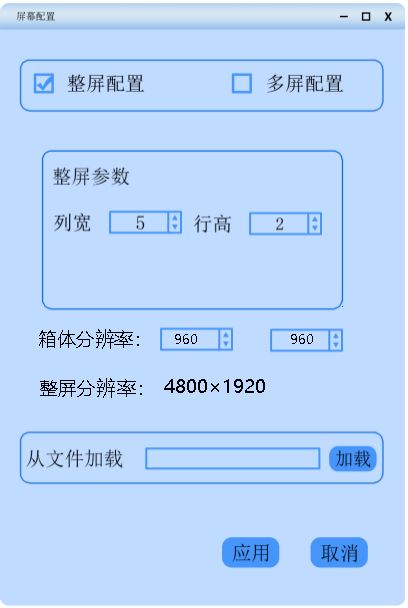 屏幕配置
整屏配置 多屏配置
整屏参数
列宽 5 行高 2
箱体分辨率： 960 960
整屏分辨率： 4800×1920
从文件加载 加载
应用 取消